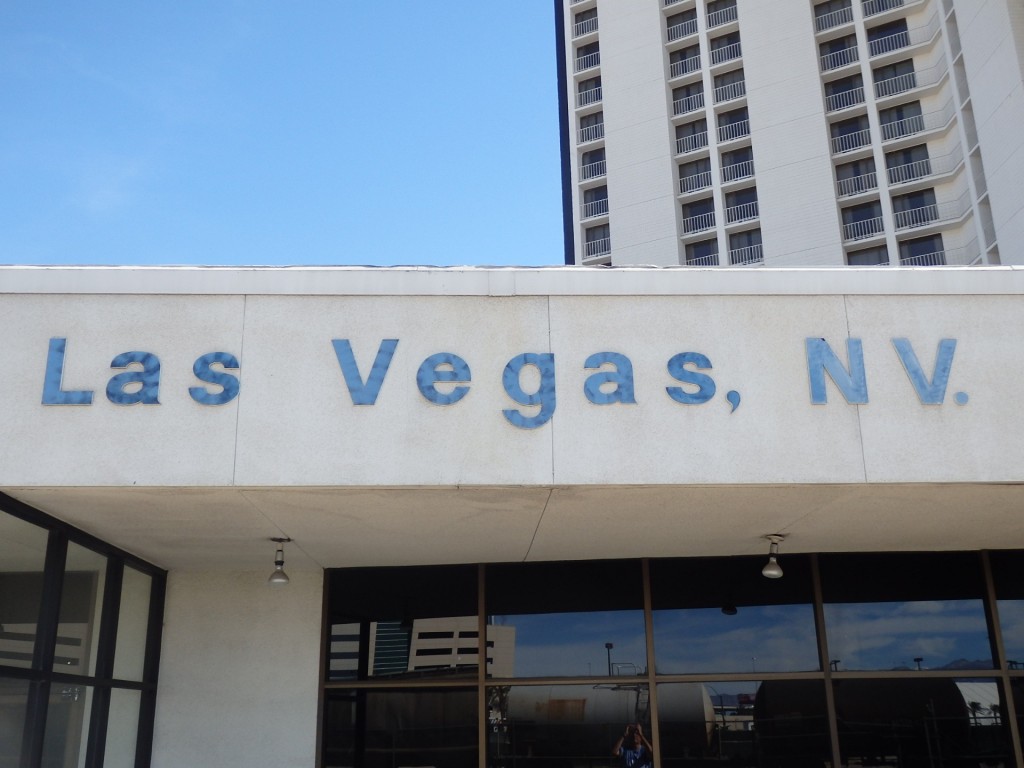 Las Vegas, NV.